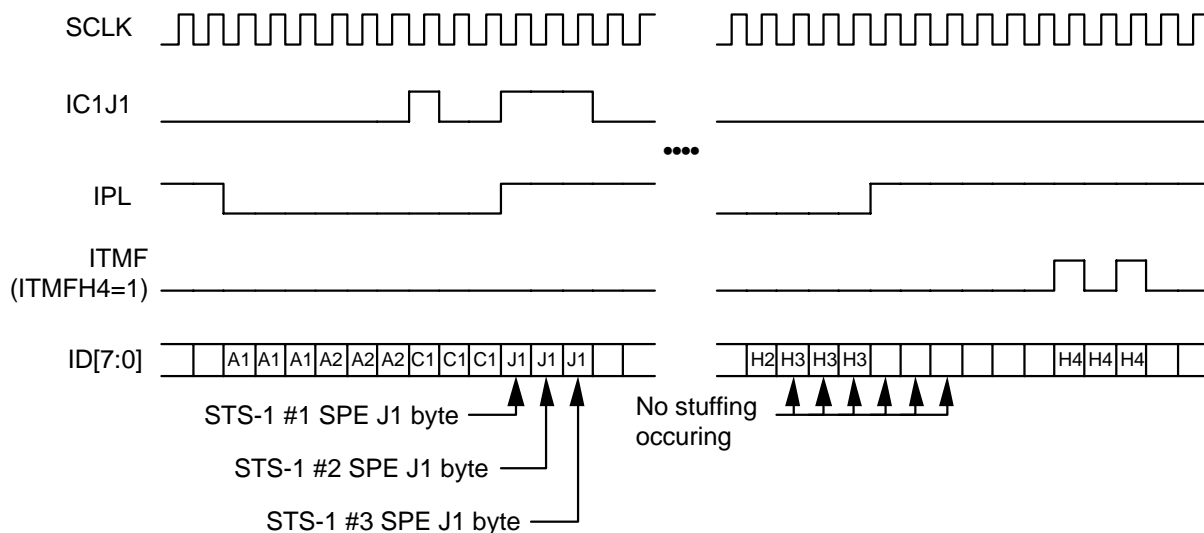 SCLK
IC1J1
••••
IPL
ITMF
(ITMFH4=1)
ID[7:0]
A1 A1 A1 A2 A2 A2 C1 C1 C1 J1 J1 J1
H2 H3 H3 H3
H4 H4 H4
STS-1 #1 SPE J1 byte
STS-1 #2 SPE J1 byte
STS-1 #3 SPE J1 byte
No stuffing
occuring